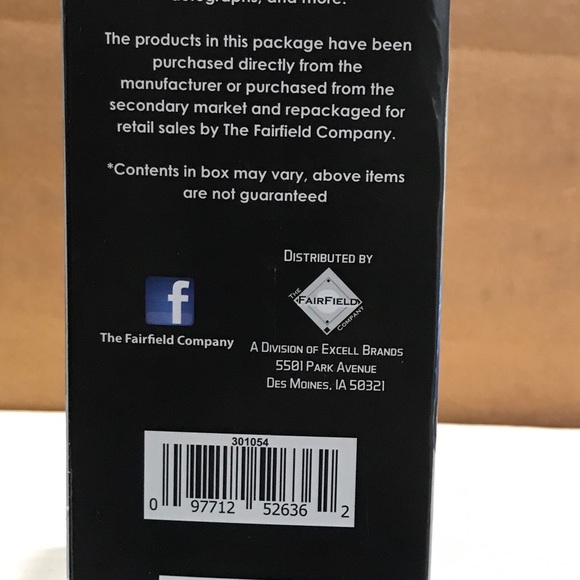 and more.
The products in this package have been
purchased directly from the
manufacturer or purchased from the
secondary market and repackaged for
retail sales by The Fairfield Company.
*Contents in box may vary, above items
are not guaranteed
DISTRIBUTED BY
THE
FAIRFIELD
COMPANY
f
The Fairfield Company
A DIVISION OF EXCELL BRANDS
5501 PARK AVENUE
DES MOINES, IA 50321
301054
0 97712 52636 2